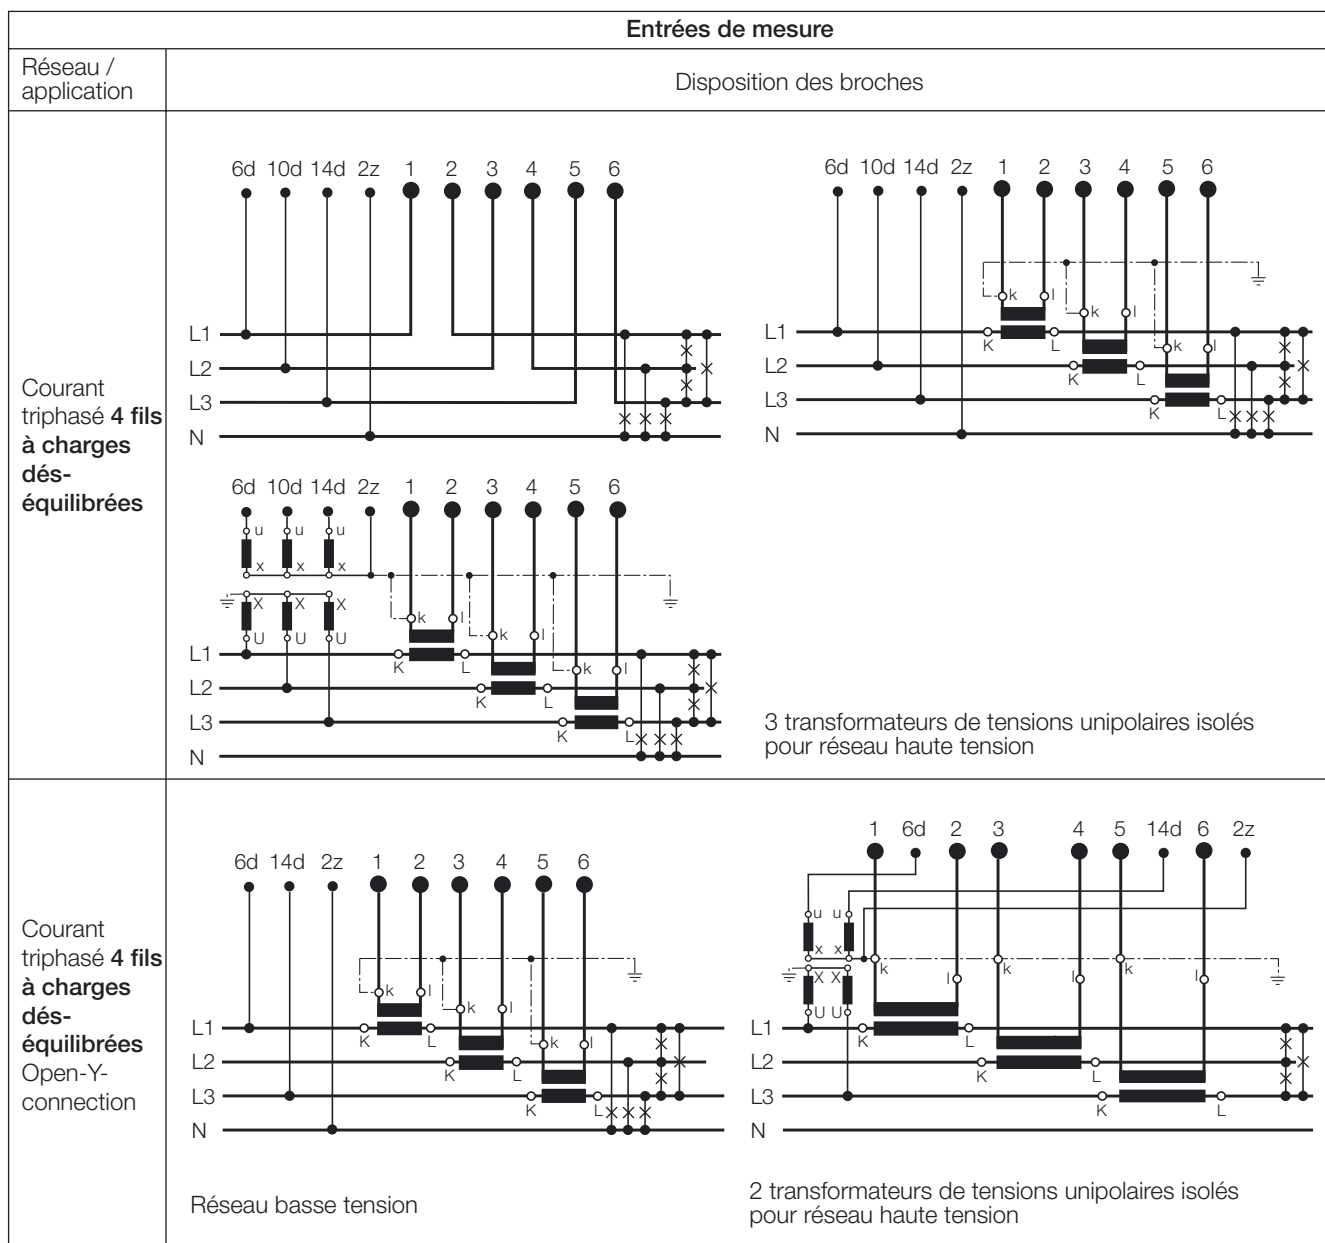 Entrées de mesure
Réseau /
application
Disposition des broches
Courant
triphasé 4 fils
à charges
dés-
équilibrées
6d 10d 14d 2z 1 2 3 4 5 6
L1
L2
L3
N
6d 10d 14d 2z 1 2 3 4 5 6
k l
k l
k l
L1
K L
L2
K L
L3
K L
N
6d 10d 14d 2z 1 2 3 4 5 6
u u u
x x x
X X X
U U U
k l
k l
k l
L1
K L
L2
K L
L3
K L
N
3 transformateurs de tensions unipolaires isolés
pour réseau haute tension
Courant
triphasé 4 fils
à charges
dés-
équilibrées
Open-Y-
connection
6d 14d 2z 1 2 3 4 5 6
k l
k l
k l
L1
K L
L2
K L
L3
K L
N
Réseau basse tension
1 6d 2 3 4 5 14d 6 2z
u u
x x
k k k
X X
l l l
U U
L1
K L
L2
K L
L3
K L
N
2 transformateurs de tensions unipolaires isolés
pour réseau haute tension